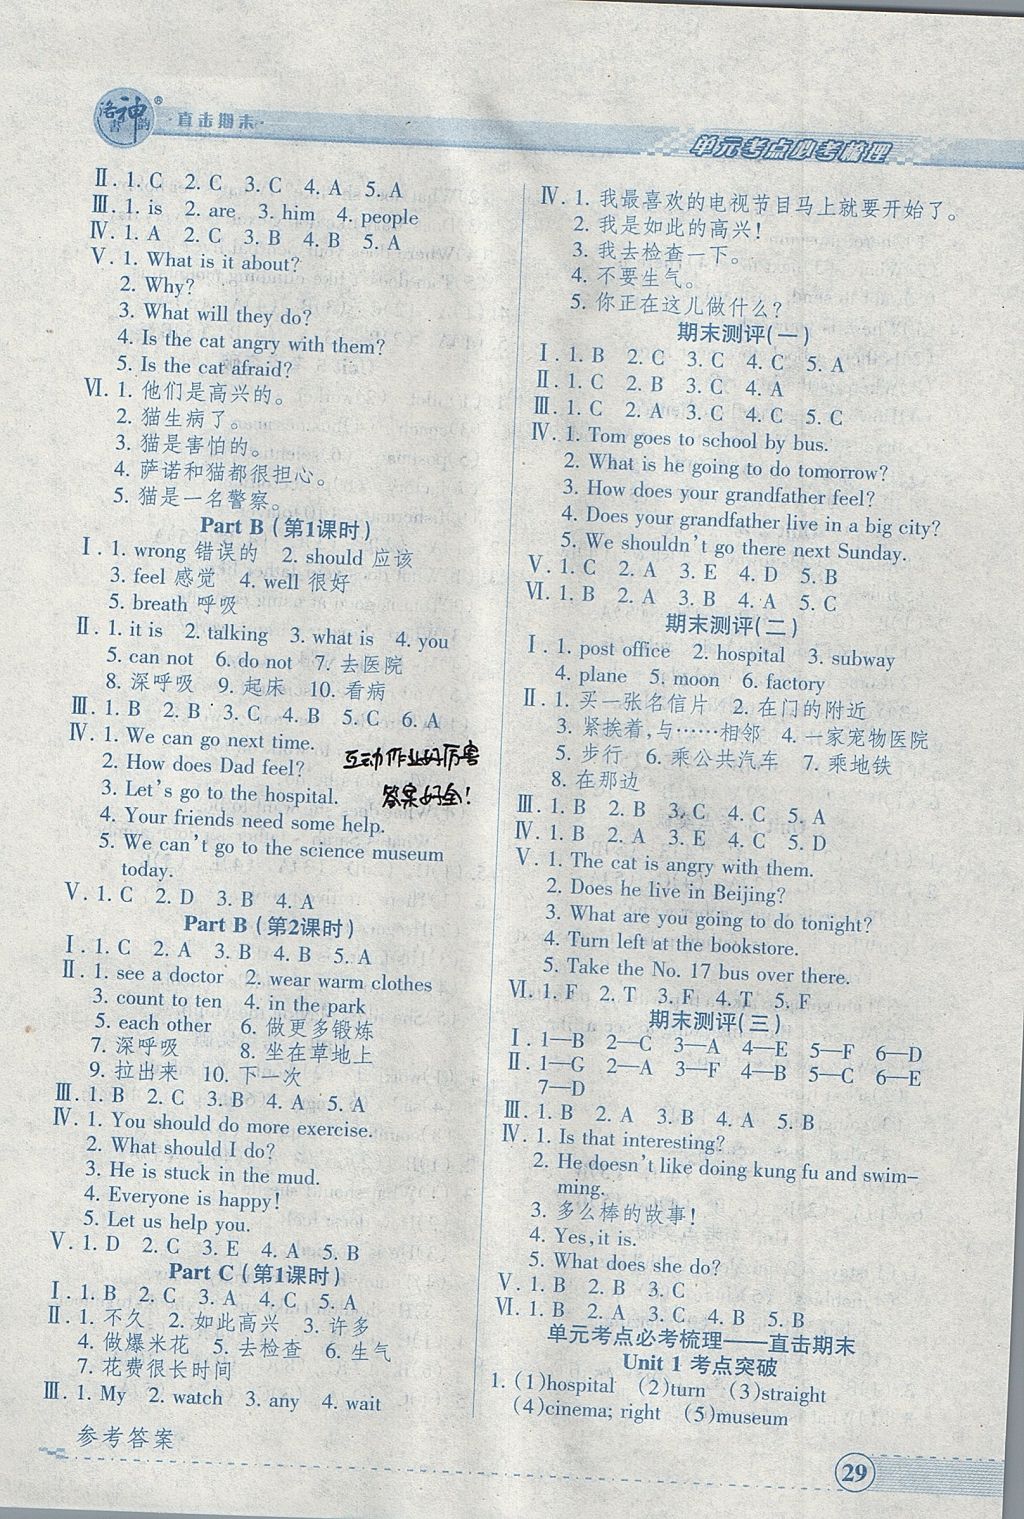 洛书神韵®
·直击期末·
单元考点必考梳理
Ⅱ. 1. C 2. C 3. C 4. A 5. A
Ⅲ. 1. is 2. are 3. him 4. people
Ⅳ. 1. A 2. C 3. B 4. B 5. A
Ⅴ. 1. What is it about?
2. Why?
3. What will they do?
4. Is the cat angry with them?
5. Is the cat afraid?
Ⅵ. 1. 他们是高兴的。
2. 猫生病了。
3. 猫是害怕的。
4. 萨诺和猫都很担心。
5. 猫是一名警察。
Part B (第1课时)
Ⅰ. 1. wrong 错误的 2. should 应该
3. feel 感觉 4. well 很好
5. breath 呼吸
Ⅱ. 1. it is 2. talking 3. what is 4. you
5. can not 6. do not 7. 去医院
8. 深呼吸 9. 起床 10. 看病
Ⅲ. 1. B 2. B 3. C 4. B 5. C 6. A
Ⅳ. 1. We can go next time.
2. How does Dad feel?
3. Let's go to the hospital.
4. Your friends need some help.
5. We can't go to the science museum
today.
互动作业好厉害
答案好全!
Ⅴ. 1. C 2. D 3. B 4. A
Part B (第2课时)
Ⅰ. 1. C 2. A 3. B 4. B 5. A
Ⅱ. 1. see a doctor 2. wear warm clothes
3. count to ten 4. in the park
5. each other 6. 做更多锻炼
7. 深呼吸 8. 坐在草地上
9. 拉出来 10. 下一次
Ⅲ. 1. B 2. C 3. B 4. A 5. A
Ⅳ. 1. You should do more exercise.
2. What should I do?
3. He is stuck in the mud.
4. Everyone is happy!
5. Let us help you.
Ⅴ. 1. D 2. C 3. E 4. A 5. B
Part C (第1课时)
Ⅰ. 1. B 2. C 3. A 4. C 5. A
Ⅱ. 1. 不久 2. 如此高兴 3. 许多
4. 做爆米花 5. 去检查 6. 生气
7. 花费很长时间
Ⅲ. 1. My 2. watch 3. any 4. wait
Ⅳ. 1. 我最喜欢的电视节目马上就要开始了。
2. 我是如此的高兴!
3. 我去检查一下。
4. 不要生气。
5. 你正在这儿做什么?
期末测评(一)
Ⅰ. 1. B 2. C 3. C 4. C 5. A
Ⅱ. 1. C 2. B 3. C 4. A
Ⅲ. 1. C 2. A 3. C 4. C 5. C
Ⅳ. 1. Tom goes to school by bus.
2. What is he going to do tomorrow?
3. How does your grandfather feel?
4. Does your grandfather live in a big city?
5. We shouldn't go there next Sunday.
Ⅴ. 1. C 2. A 3. E 4. D 5. B
Ⅵ. 1. B 2. A 3. B 4. A 5. C
期末测评(二)
Ⅰ. 1. post office 2. hospital 3. subway
4. plane 5. moon 6. factory
Ⅱ. 1. 买一张名信片 2. 在门的附近
3. 紧挨着,与……相邻 4. 一家宠物医院
5. 步行 6. 乘公共汽车 7. 乘地铁
8. 在那边
Ⅲ. 1. B 2. B 3. C 4. C 5. A
Ⅳ. 1. B 2. A 3. E 4. C 5. D
Ⅴ. 1. The cat is angry with them.
2. Does he live in Beijing?
3. What are you going to do tonight?
4. Turn left at the bookstore.
5. Take the No. 17 bus over there.
Ⅵ. 1. F 2. T 3. F 4. T 5. F
期末测评(三)
Ⅰ. 1—B 2—C 3—A 4—E 5—F 6—D
Ⅱ. 1—G 2—A 3—F 4—B 5—C 6—E
7—D
Ⅲ. 1. B 2. A 3. B 4. A 5. B
Ⅳ. 1. Is that interesting?
2. He doesn't like doing kung fu and swim-
ming.
3. 多么棒的故事!
4. Yes, it is.
5. What does she do?
Ⅴ. 1. B 2. B 3. C
Ⅵ. 1. B 2. A 3. C 4. B 5. B
单元考点必考梳理——直击期末
Unit 1 考点突破
1. (1)hospital (2)turn (3)straight
(4)cinema; right (5)museum
参考答案
29